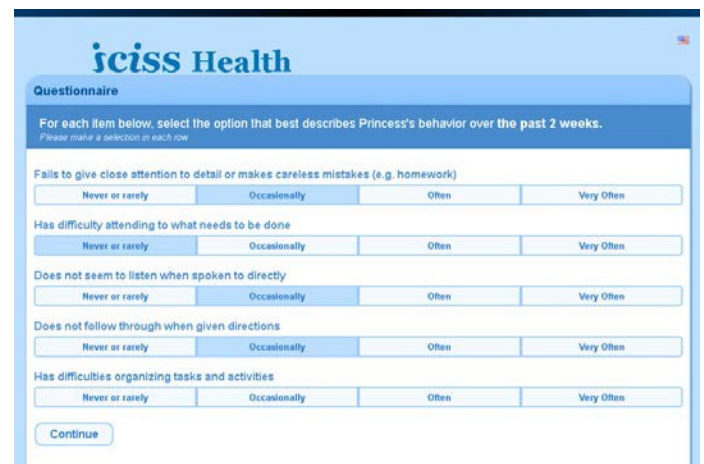 iciss Health
Questionnaire
For each item below, select the option that best describes Princess's behavior over the past 2 weeks.
Please make a selection in each row
Fails to give close attention to detail or makes careless mistakes (e.g. homework)
Never or rarely Occasionally Often Very Often
Has difficulty attending to what needs to be done
Never or rarely Occasionally Often Very Often
Does not seem to listen when spoken to directly
Never or rarely Occasionally Often Very Often
Does not follow through when given directions
Never or rarely Occasionally Often Very Often
Has difficulties organizing tasks and activities
Never or rarely Occasionally Often Very Often
Continue